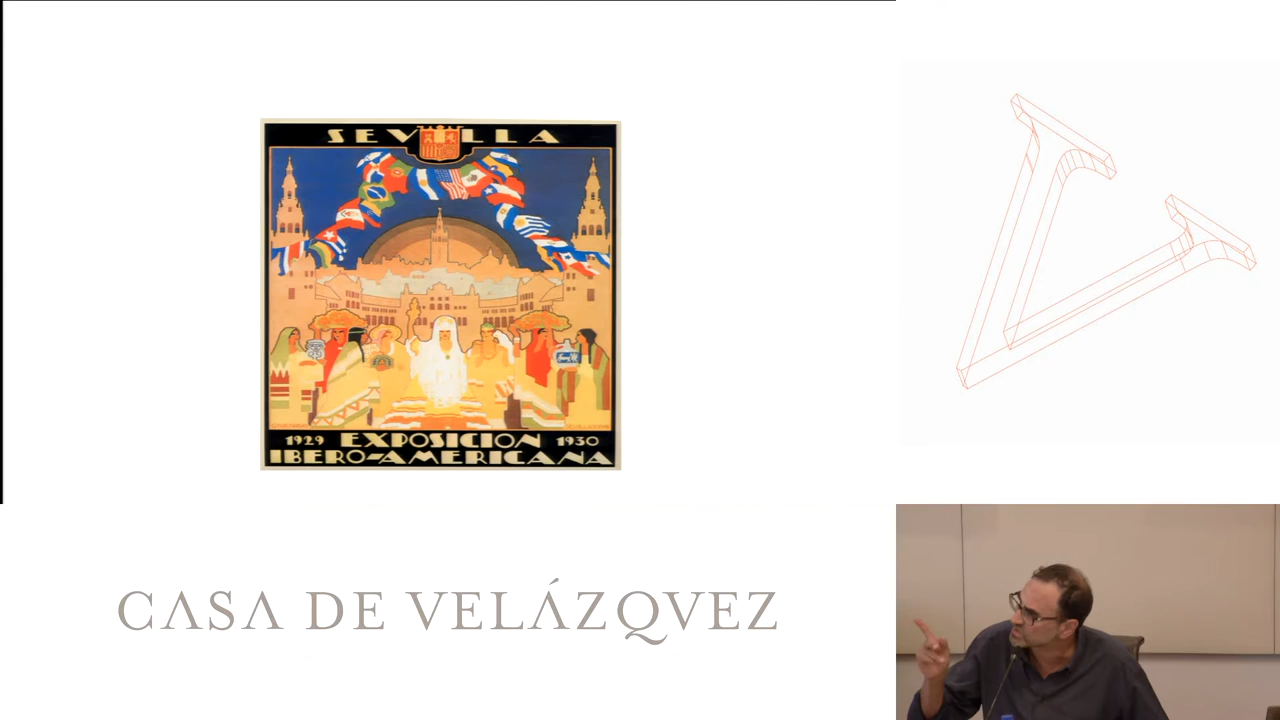 SEVILLA
1929 EXPOSICION 1930
IBERO-AMERICANA
CASA DE VELÁZQVEZ